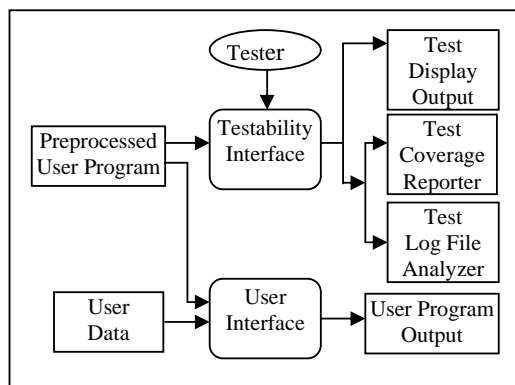 Tester
Test
Display
Output
Preprocessed
User Program
Testability
Interface
Test
Coverage
Reporter
Test
Log File
Analyzer
User
Data
User
Interface
User Program
Output